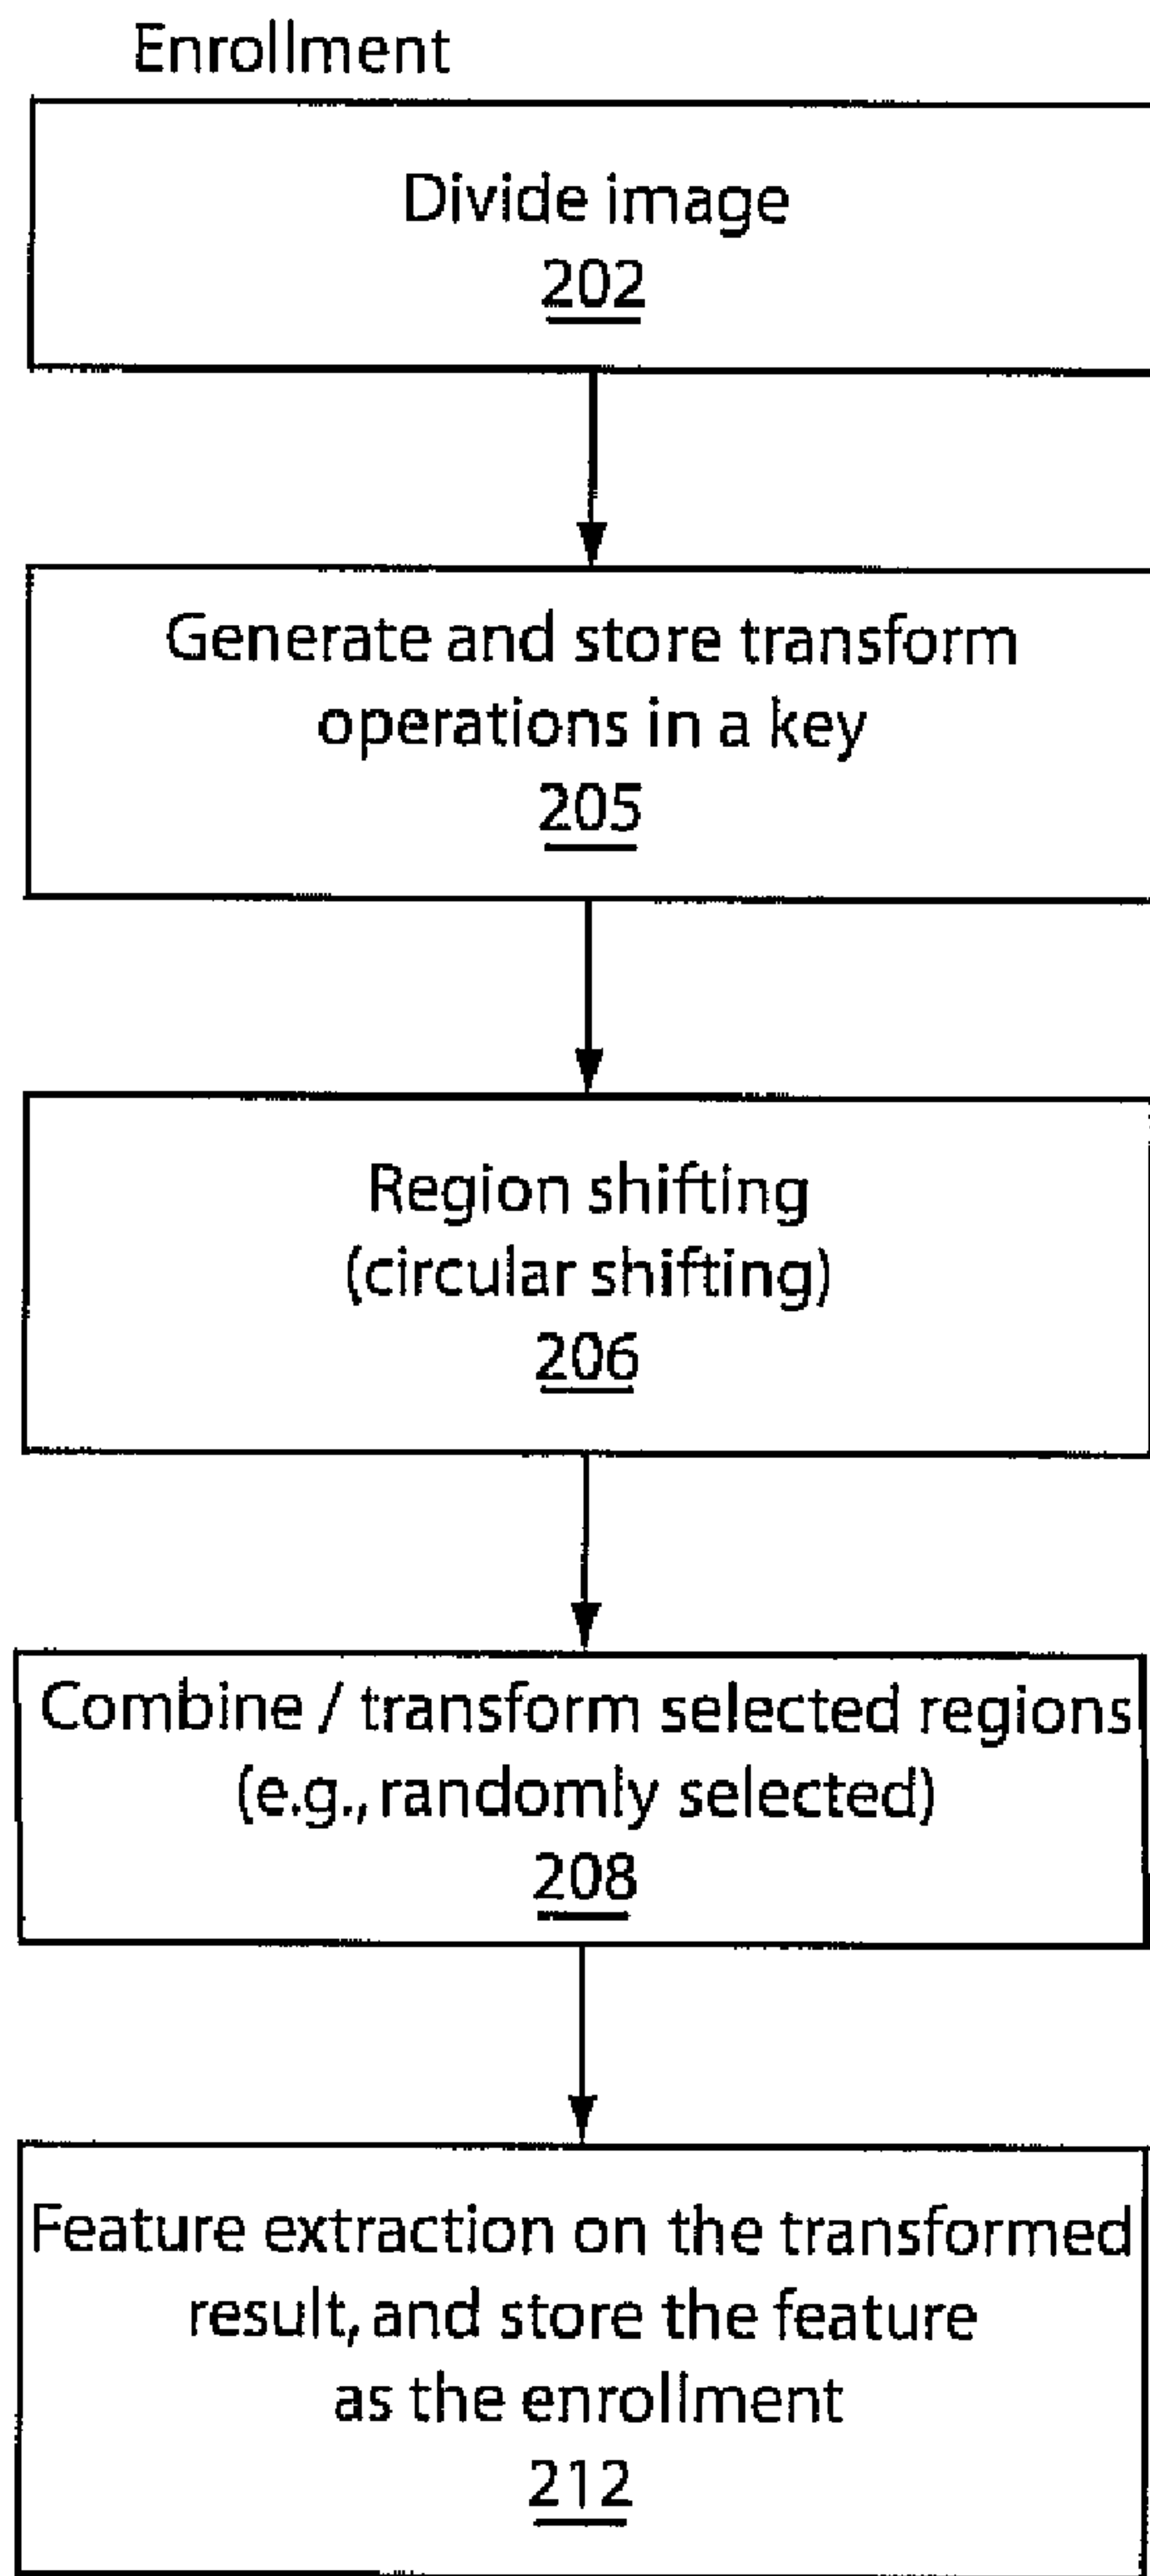 Enrollment
Divide image
202
Generate and store transform
operations in a key
205
Region shifting
(circular shifting)
206
Combine / transform selected regions
(e.g., randomly selected)
208
Feature extraction on the transformed
result, and store the feature
as the enrollment
212